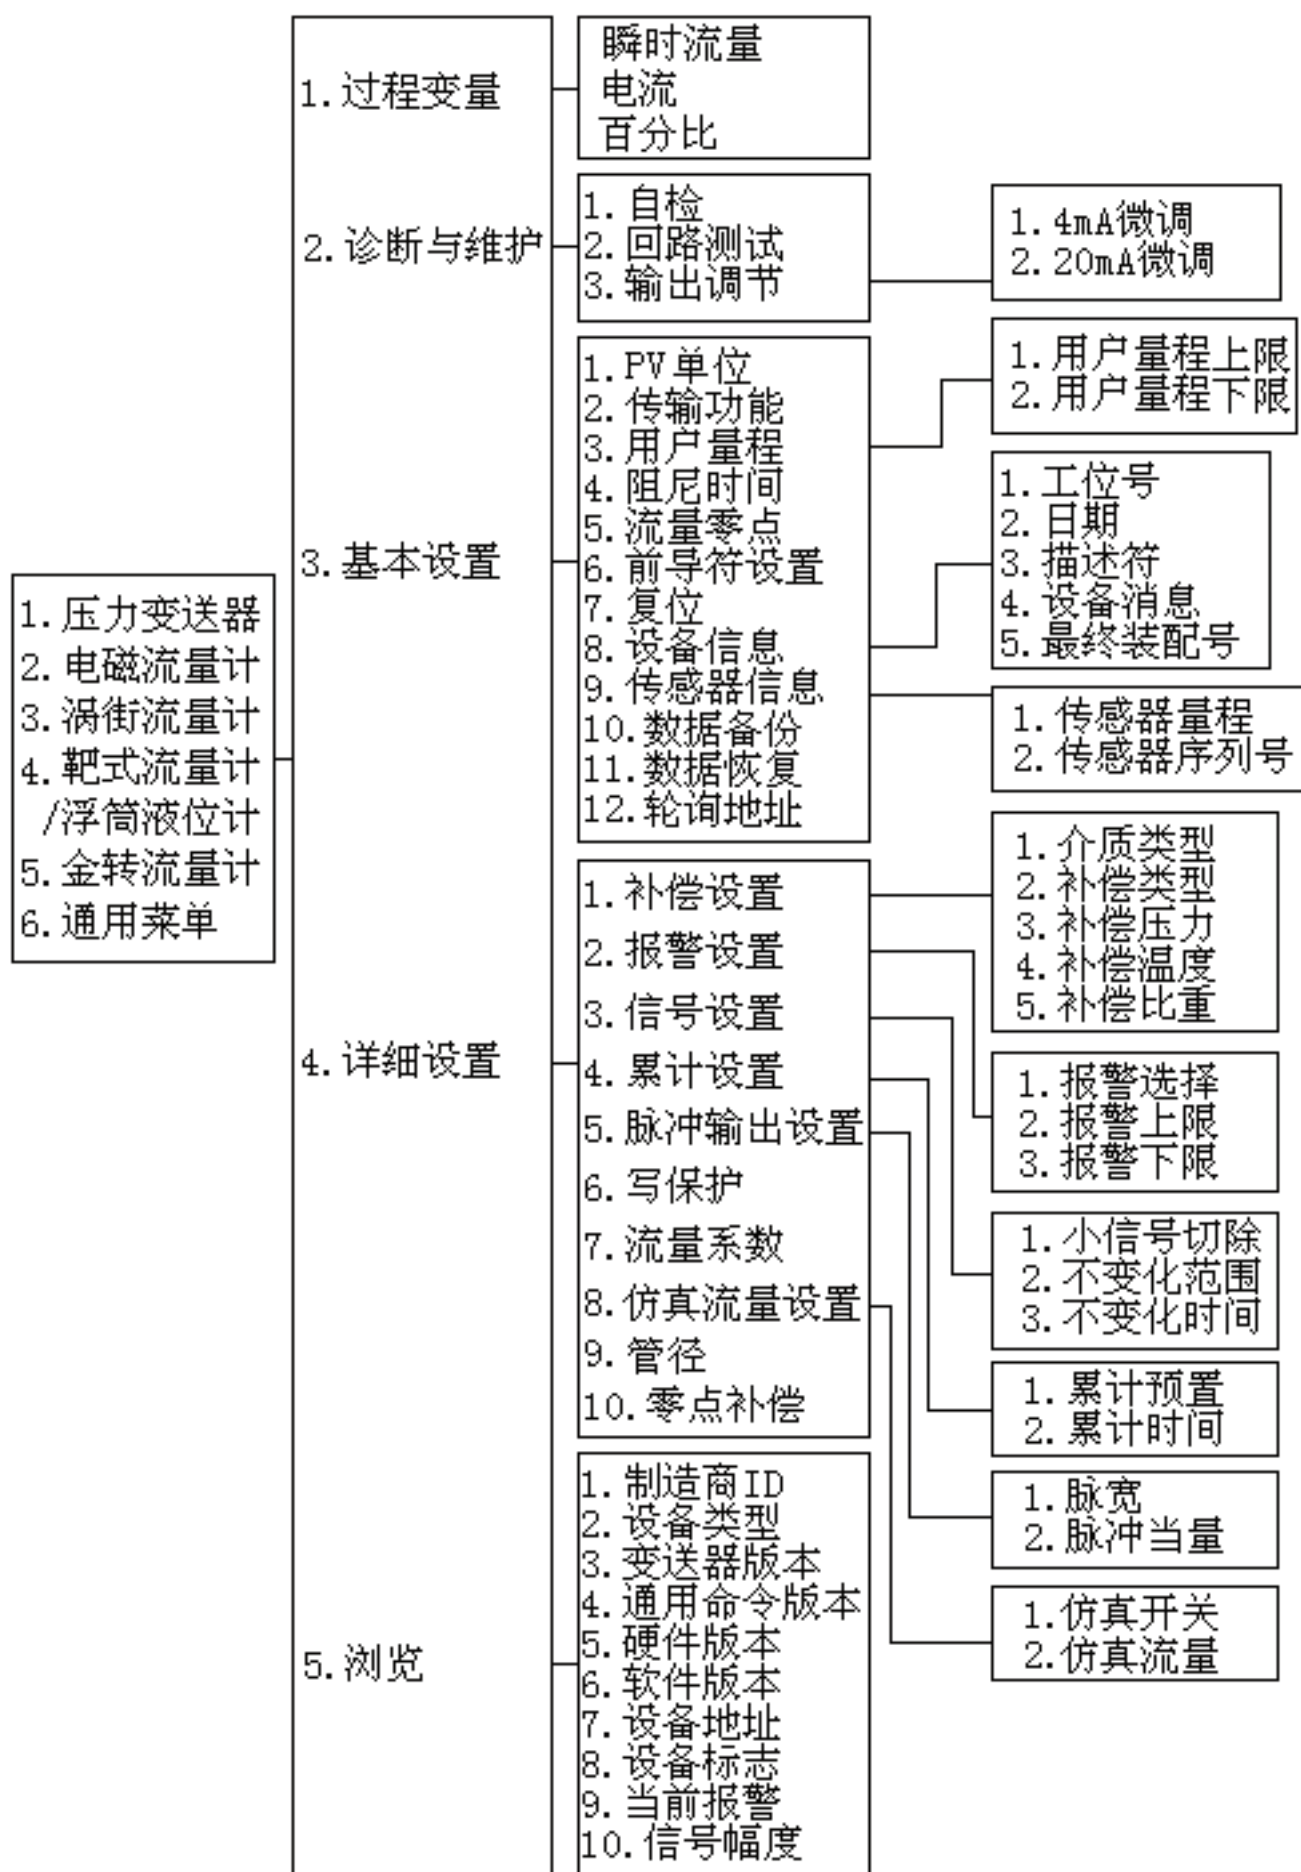 1.压力变送器
2.电磁流量计
3.涡街流量计
4.靶式流量计
/浮筒液位计
5.金转流量计
6.通用菜单
1.过程变量
2.诊断与维护
3.基本设置
4.详细设置
5.浏览
瞬时流量
电流
百分比
1.自检
2.回路测试
3.输出调节
1.PV单位
2.传输功能
3.用户量程
4.阻尼时间
5.流量零点
6.前导符设置
7.复位
8.设备信息
9.传感器信息
10.数据备份
11.数据恢复
12.轮询地址
1.补偿设置
2.报警设置
3.信号设置
4.累计设置
5.脉冲输出设置
6.写保护
7.流量系数
8.仿真流量设置
9.管径
10.零点补偿
1.制造商ID
2.设备类型
3.变送器版本
4.通用命令版本
5.硬件版本
6.软件版本
7.设备地址
8.设备标志
9.当前报警
10.信号幅度
1.4mA微调
2.20mA微调
1.用户量程上限
2.用户量程下限
1.工位号
2.日期
3.描述符
4.设备消息
5.最终装配号
1.传感器量程
2.传感器序列号
1.介质类型
2.补偿类型
3.补偿压力
4.补偿温度
5.补偿比重
1.报警选择
2.报警上限
3.报警下限
1.小信号切除
2.不变化范围
3.不变化时间
1.累计预置
2.累计时间
1.脉宽
2.脉冲当量
1.仿真开关
2.仿真流量